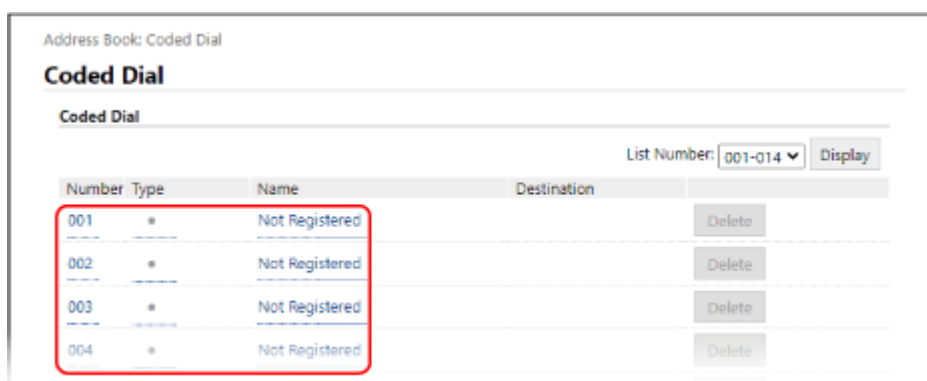 Address Book: Coded Dial
Coded Dial
Coded Dial
List Number: 001-014 Display
Number Type Name Destination
001 Not Registered Delete
002 Not Registered Delete
003 Not Registered Delete
004 Not Registered Delete